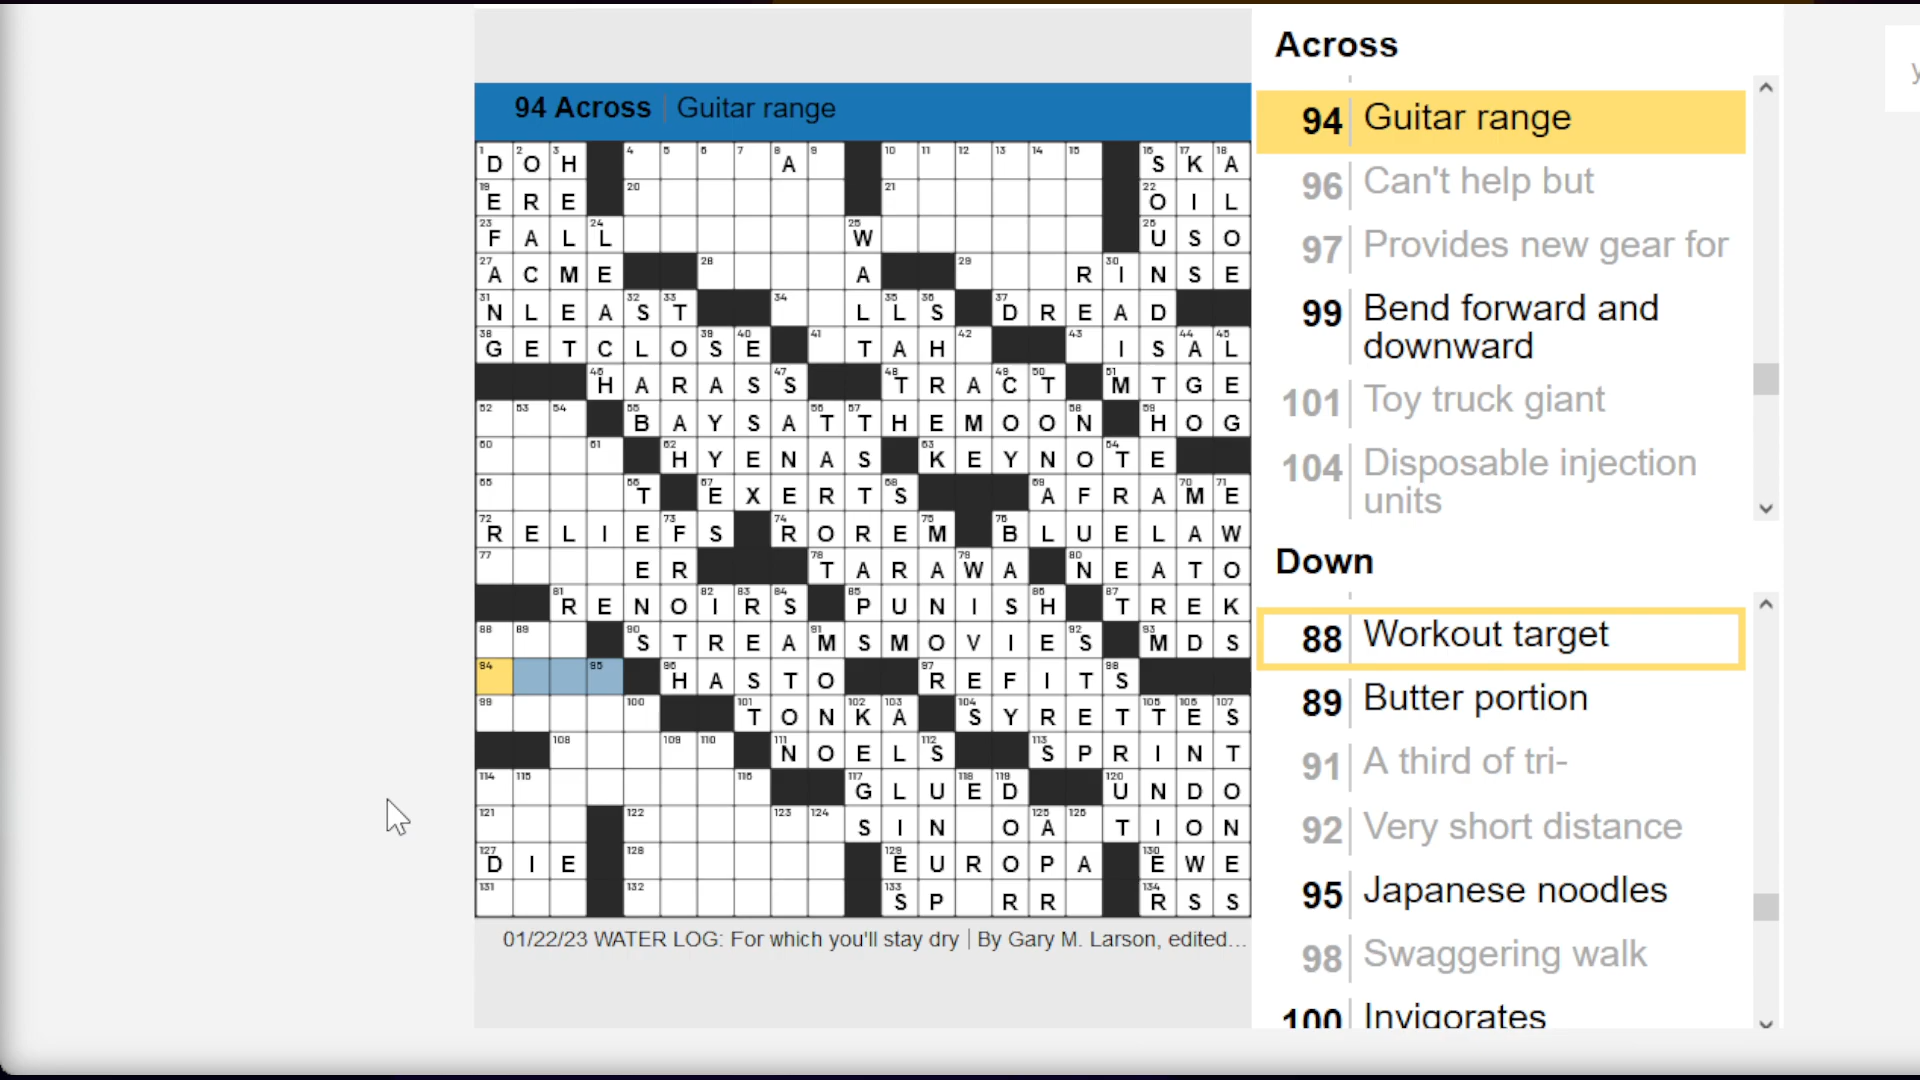 Across
94 Across | Guitar range
94 Guitar range
96 Can't help but
97 Provides new gear for
99 Bend forward and
downward
101 Toy truck giant
104 Disposable injection
units
Down
88 Workout target
89 Butter portion
91 A third of tri-
92 Very short distance
95 Japanese noodles
98 Swaggering walk
100 Invigorates
D O H A S K A
E R E O I L
F A L L W U S O
A C M E A R I N S E
N L E A S T L L S D R E A D
G E T C L O S E T A H I S A L
H A R A S S T R A C T M T G E
B A Y S A T T H E M O O N H O G
H Y E N A S K E Y N O T E
T E X E R T S A F R A M E
R E L I E F S R O R E M B L U E L A W
E R T A R A W A N E A T O
R E N O I R S P U N I S H T R E K
S T R E A M S M O V I E S M D S
H A S T O R E F I T S
T O N K A S Y R E T T E S
N O E L S S P R I N T
G L U E D U N D O
S I N O A T I O N
D I E E U R O P A E W E
S P R R R S S
01/22/23 WATER LOG: For which you'll stay dry | By Gary M. Larson, edited...